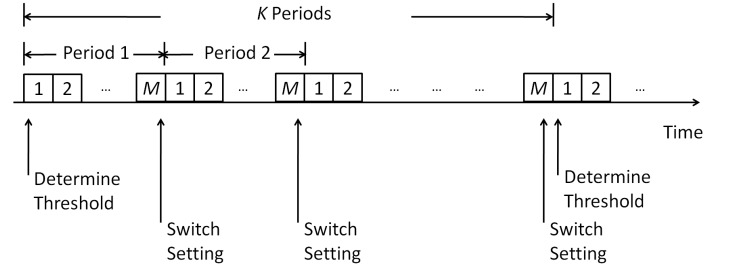 K Periods
Period 1 Period 2
1 2 ... M 1 2 ... M 1 2 ... ... ... M 1 2 ...
Time
Determine
Threshold
Determine
Threshold
Switch
Setting
Switch
Setting
Switch
Setting